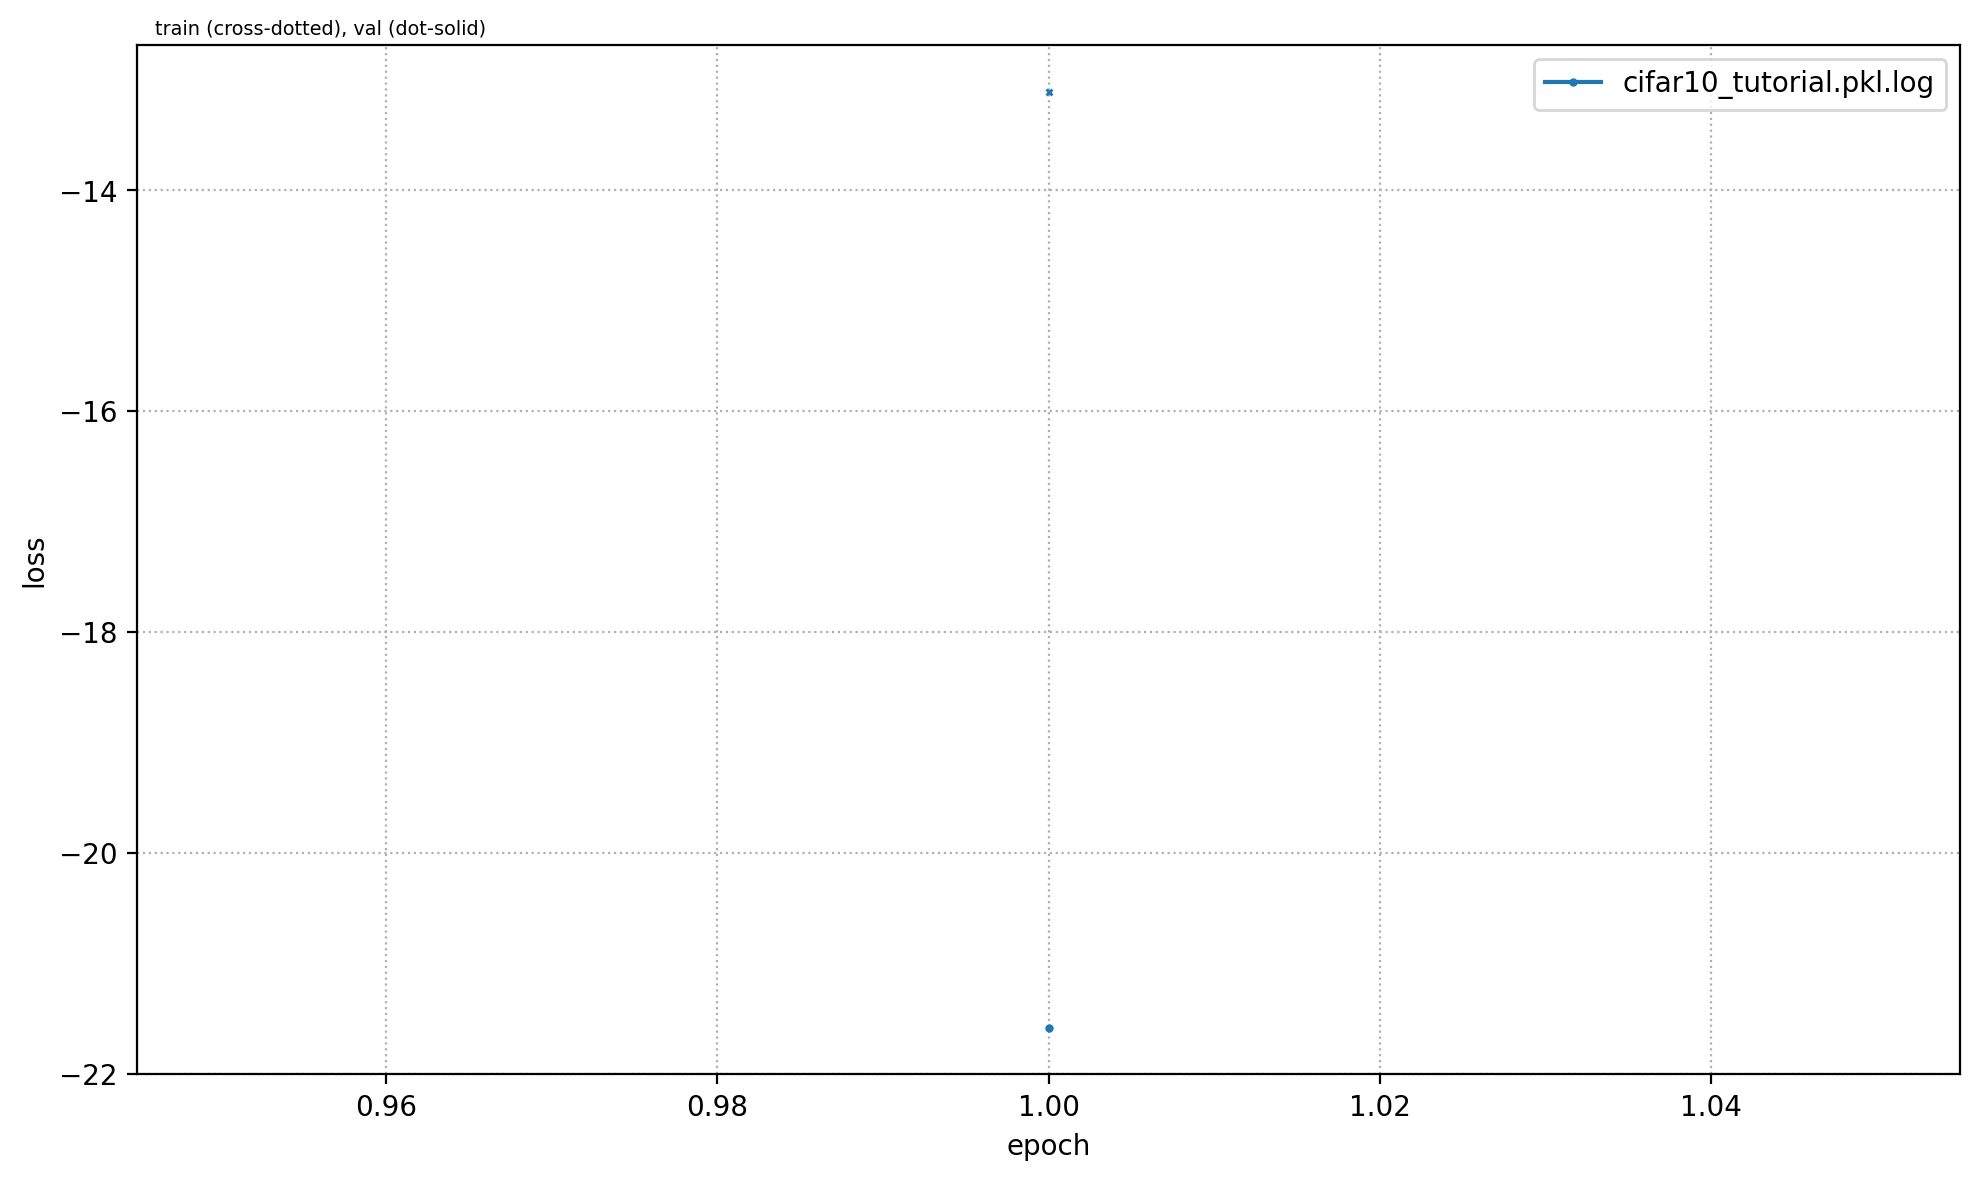 train (cross-dotted), val (dot-solid)
cifar10_tutorial.pkl.log
−14
−16
−18
−20
−22
loss
0.96 0.98 1.00 1.02 1.04
epoch